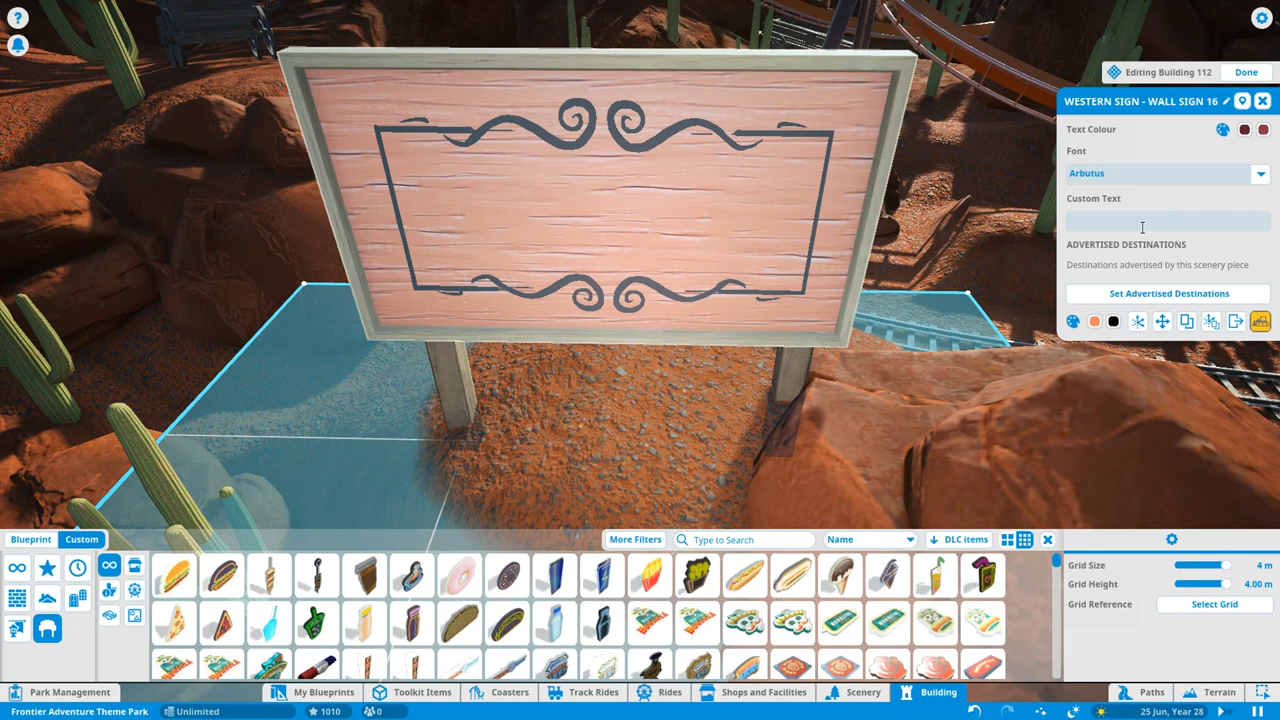 ?
Editing Building 112
Done
WESTERN SIGN - WALL SIGN 16
Text Colour
Font
Arbutus
Custom Text
ADVERTISED DESTINATIONS
Destinations advertised by this scenery piece
Set Advertised Destinations
Blueprint
Custom
More Filters
Type to Search
Name
DLC items
Grid Size
4 m
Grid Height
4.00 m
Grid Reference
Select Grid
Park Management
My Blueprints
Toolkit Items
Coasters
Track Rides
Rides
Shops and Facilities
Scenery
Building
Paths
Terrain
Frontier Adventure Theme Park
Unlimited
1010
0
25 Jun, Year 28